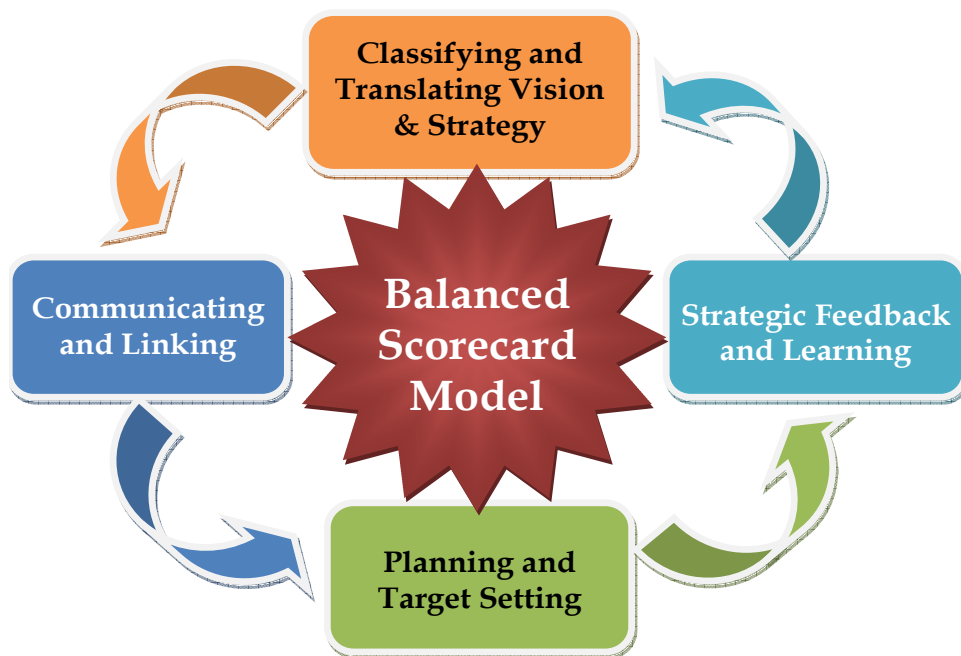 Classifying and
Translating Vision
& Strategy
Communicating
and Linking
Balanced
Scorecard
Model
Strategic Feedback
and Learning
Planning and
Target Setting